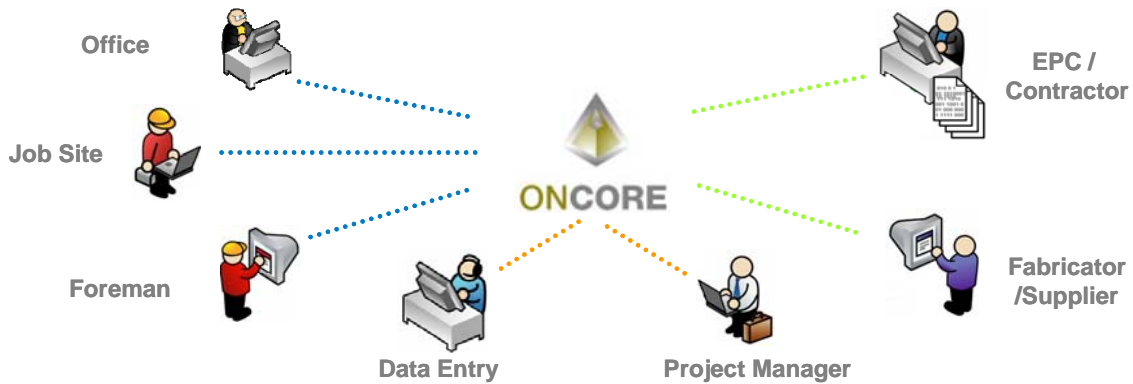 Office
EPC /
Contractor
Job Site
ONCORE
Foreman
Fabricator
/Supplier
Data Entry
Project Manager